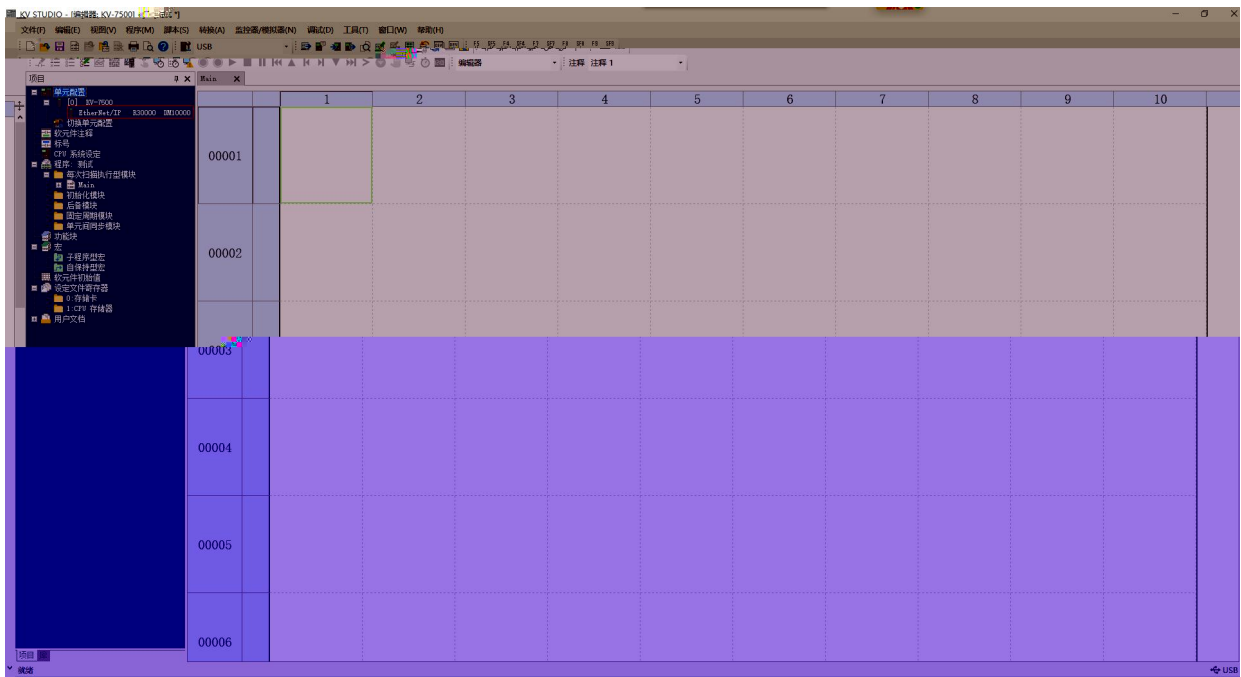 KV STUDIO - [编辑器: KV-7500]
文件(F) 编辑(E) 视图(V) 程序(M) 脚本(S) 转换(A) 监控器/模拟器(N) 调试(D) 工具(T) 窗口(W) 帮助(H)
USB
编辑器 注释 注释 1
项目 Main
单元配置
[0] KV-7500
EtherNet/IP R30000 DM10000
切换单元配置
软元件注释
标号
CPU 系统设定
程序: 测试
每次扫描执行型模块
Main
初始化模块
后备模块
固定周期模块
单元间同步模块
功能块
宏
子程序型宏
自保持型宏
软元件初始值
设定文件寄存器
0:存储卡
1:CPU 存储器
用户文档
1 2 3 4 5 6 7 8 9 10
00001
00002
00003
00004
00005
00006
项目
就绪 USB